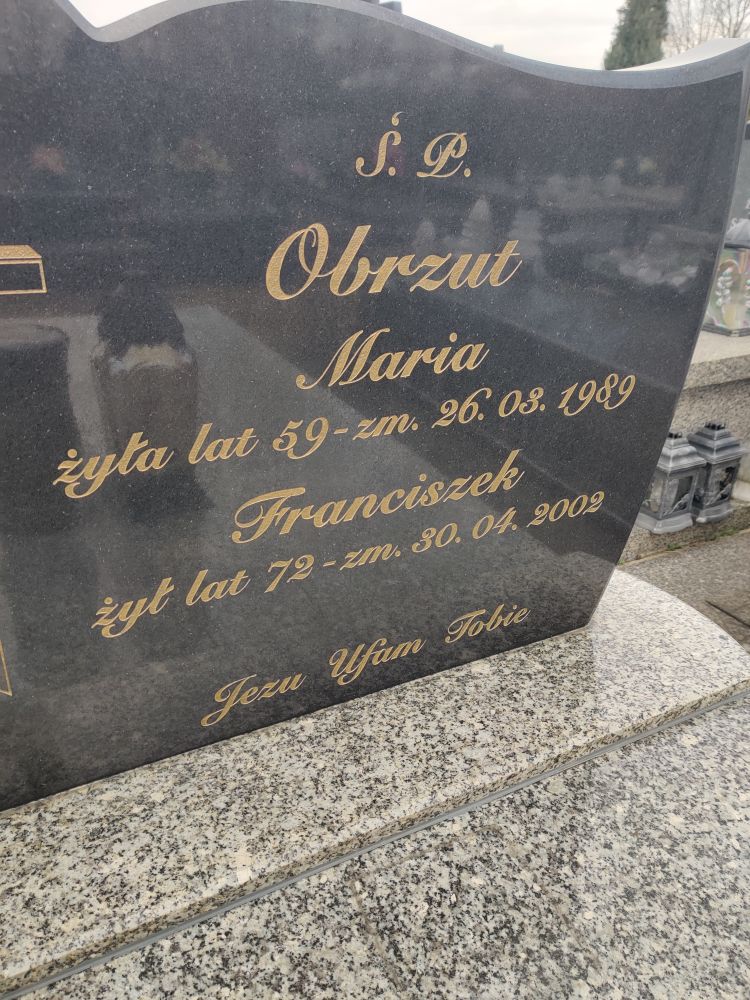 Ś. P.
Obrzut
Maria
żyła lat 59 - zm. 26. 03. 1989
Franciszek
żył lat 72 - zm. 30. 04. 2002
Jezu Ufam Tobie